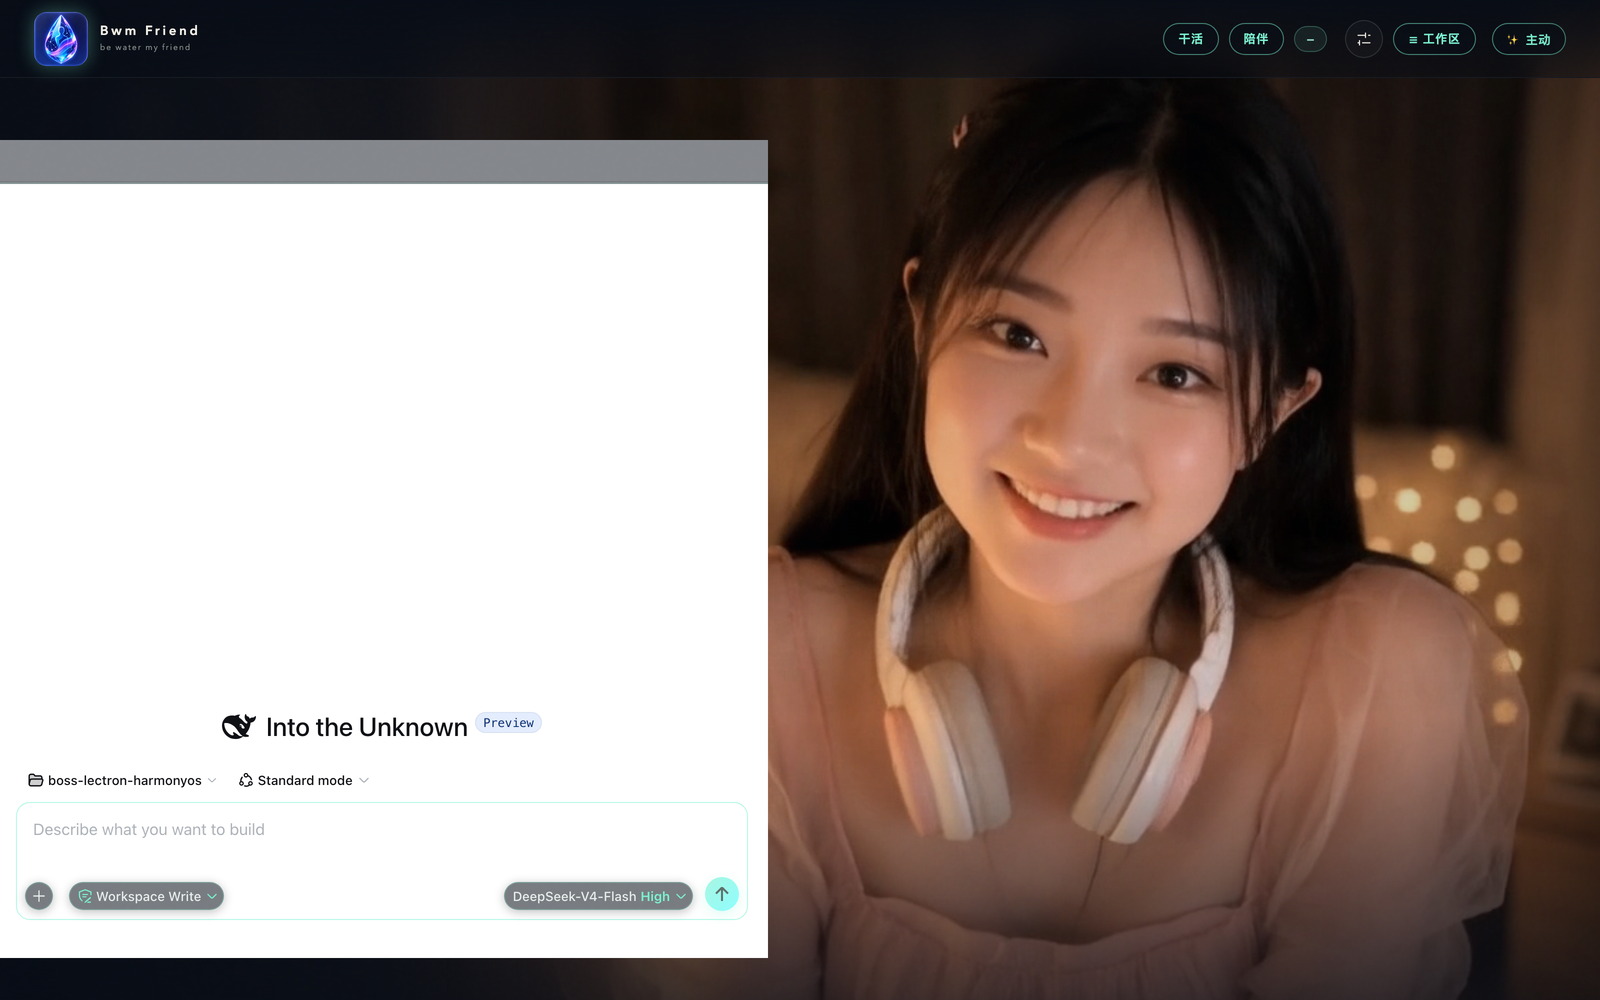 Bwm Friend
be water my friend
干活
陪伴
–
≡ 工作区
✨ 主动
Into the Unknown
Preview
boss-lectron-harmonyos
Standard mode
Describe what you want to build
Workspace Write
DeepSeek-V4-Flash High